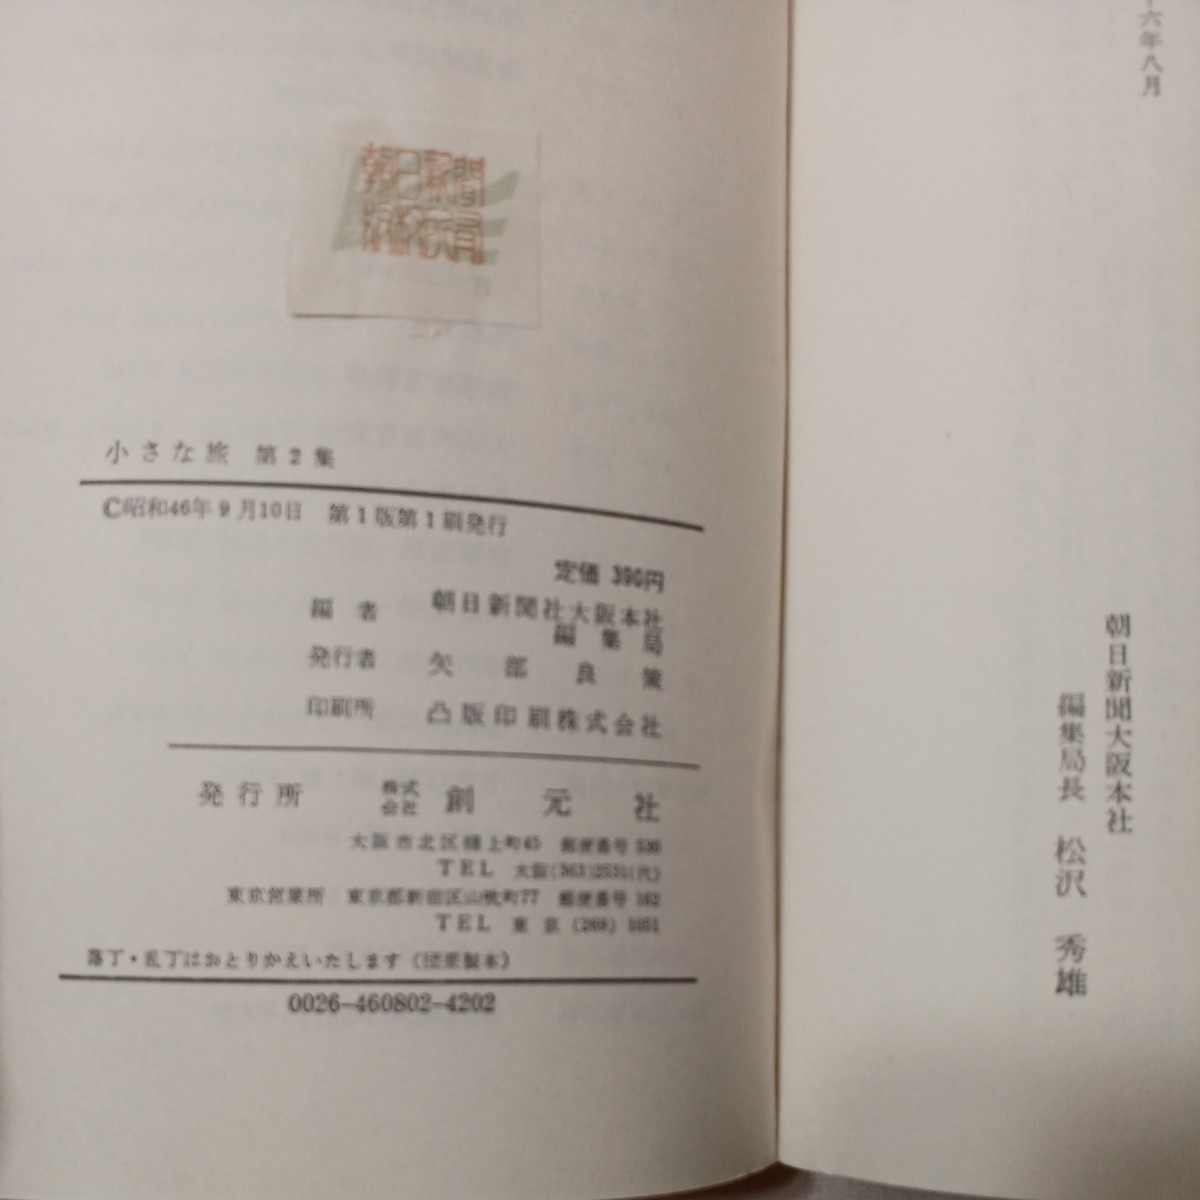 十六年八月
朝日新聞大阪本社
編集局長 松沢 秀雄
小さな旅 第2集
C昭和46年9月10日 第1版第1刷発行
定価 390円
編者 朝日新聞社大阪本社
編集局
発行者 矢部良策
印刷所 凸版印刷株式会社
発行所 株式会社 創元社
大阪市北区樋上町45 郵便番号530
TEL 大阪(363)2531(代)
東京営業所 東京都新宿区山吹町77 郵便番号162
TEL 東京(268)1051
落丁・乱丁はおとりかえいたします
0026-460802-4202